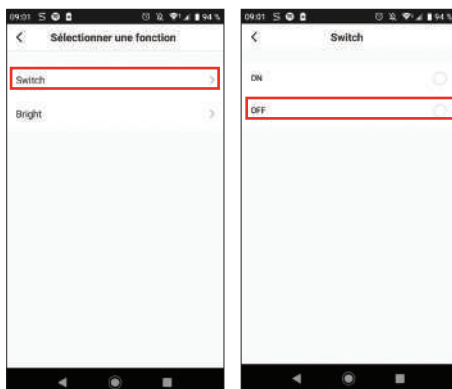 09:01 94 %
Sélectionner une fonction
Switch
Bright
09:01 94 %
Switch
ON
OFF